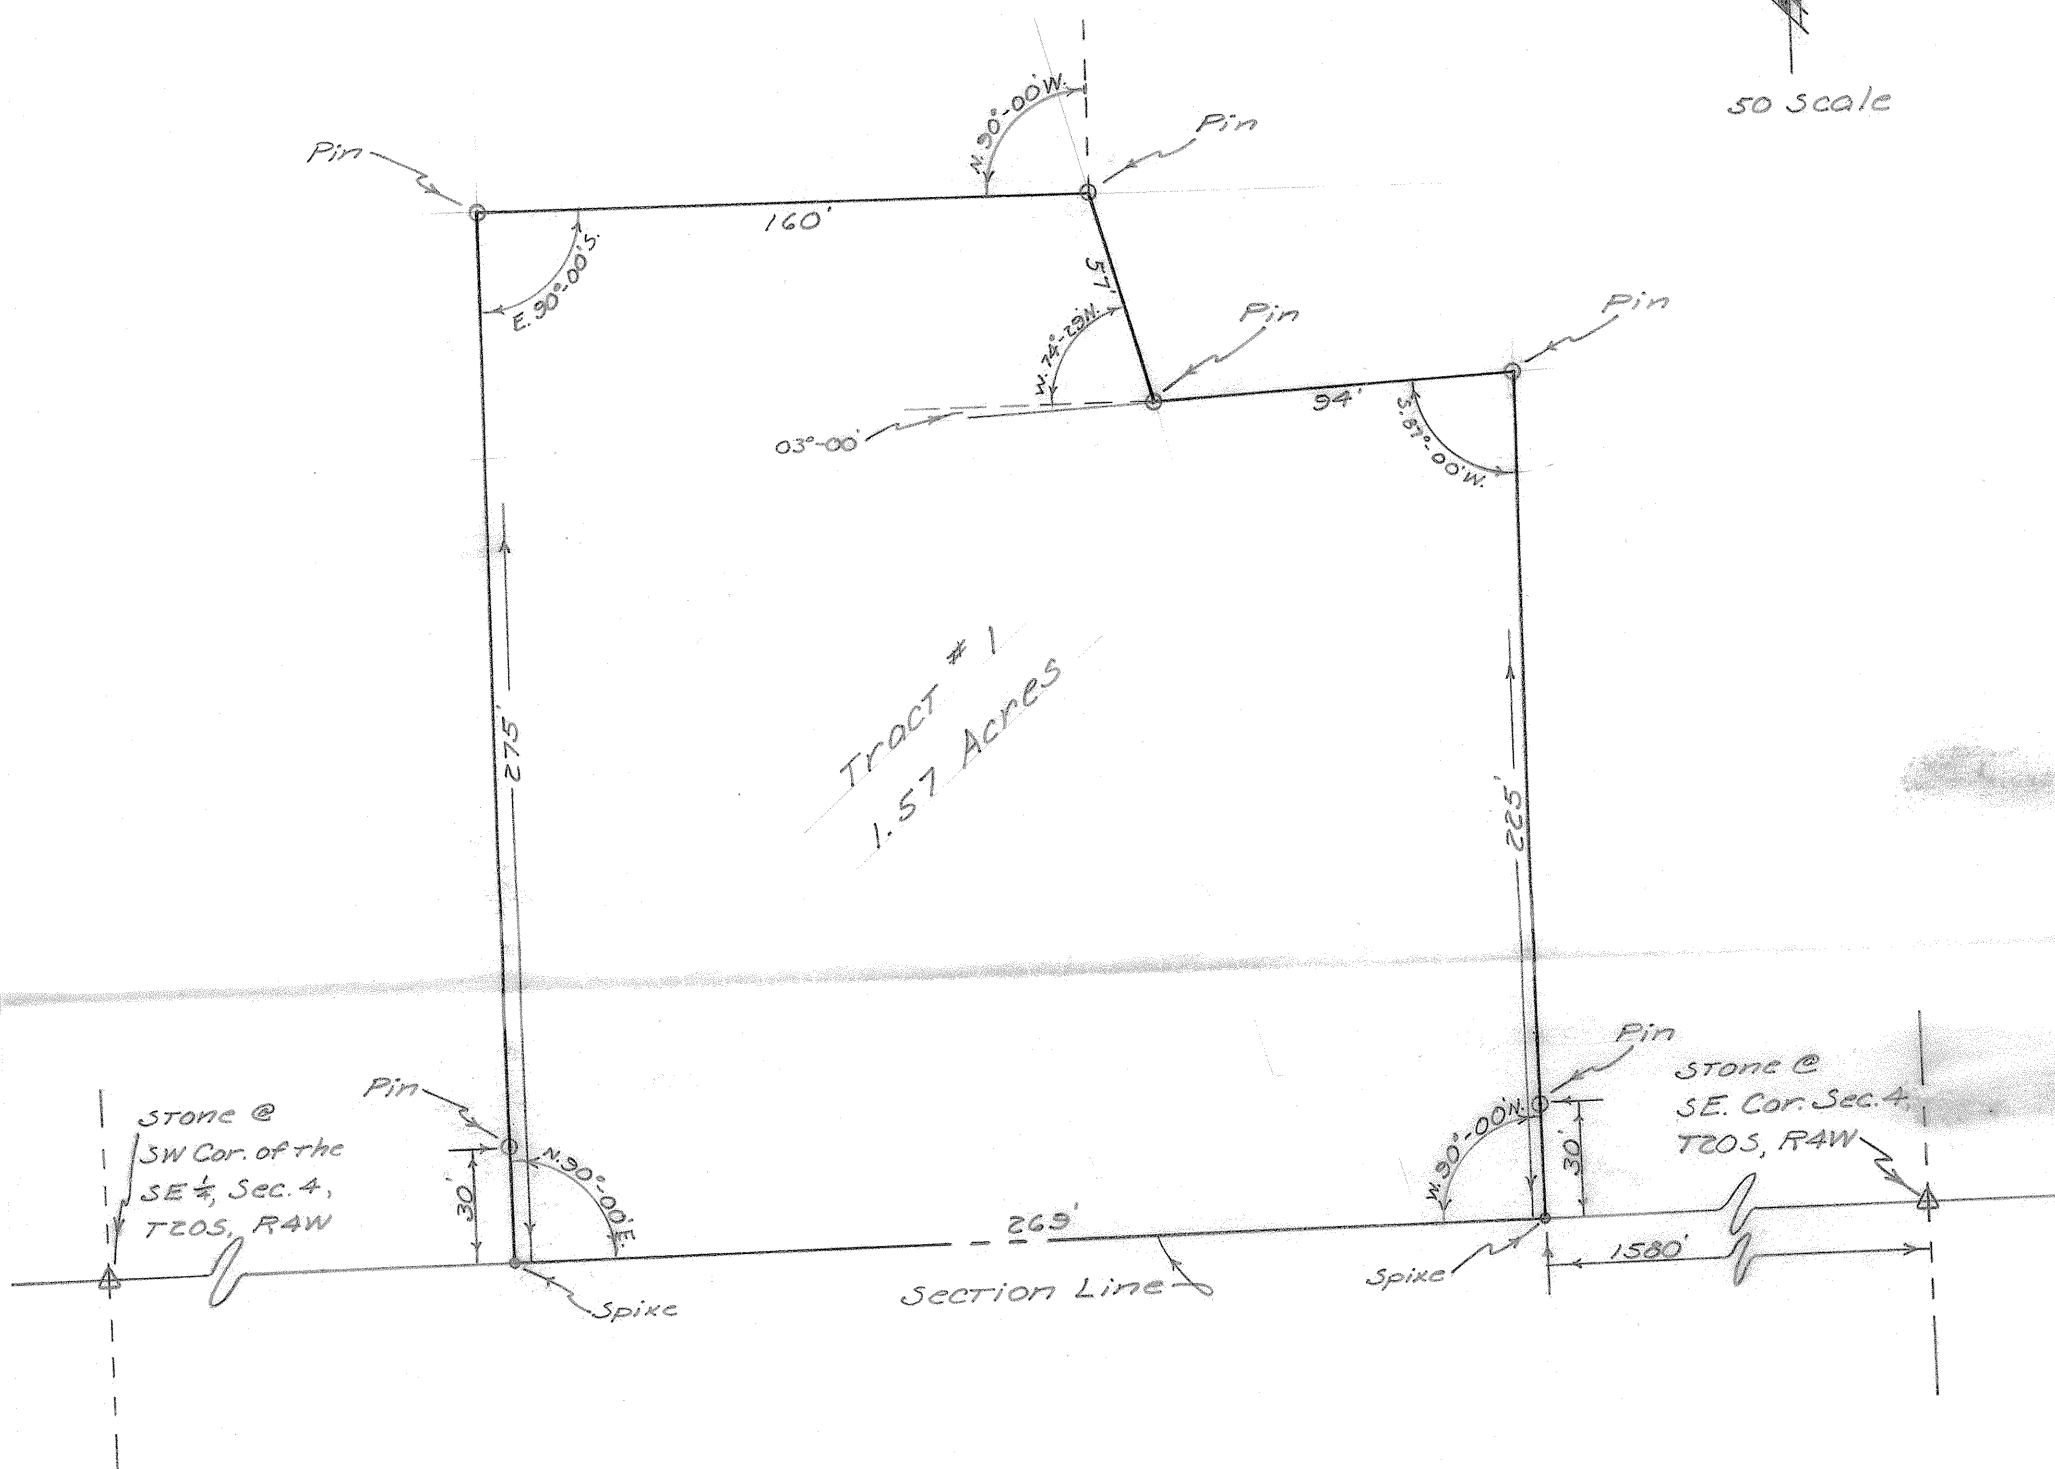 50 Scale
N. 90°-00'W.
Pin
Pin
160'
E. 90°-00'S.
57'
W. 74°-29'N.
Pin
Pin
94'
03°-00'
S. 87°-00'W.
Tract #1
1.57 Acres
275'
225'
Pin
Stone @
SE. Cor. Sec. 4,
T20S, R4W
Pin
Stone @
SW Cor. of the
SE ¼, Sec. 4,
T20S, R4W
30'
N. 90°-00'E.
W. 90°-00'N.
30'
269'
1580'
Section Line
Spike
Spike